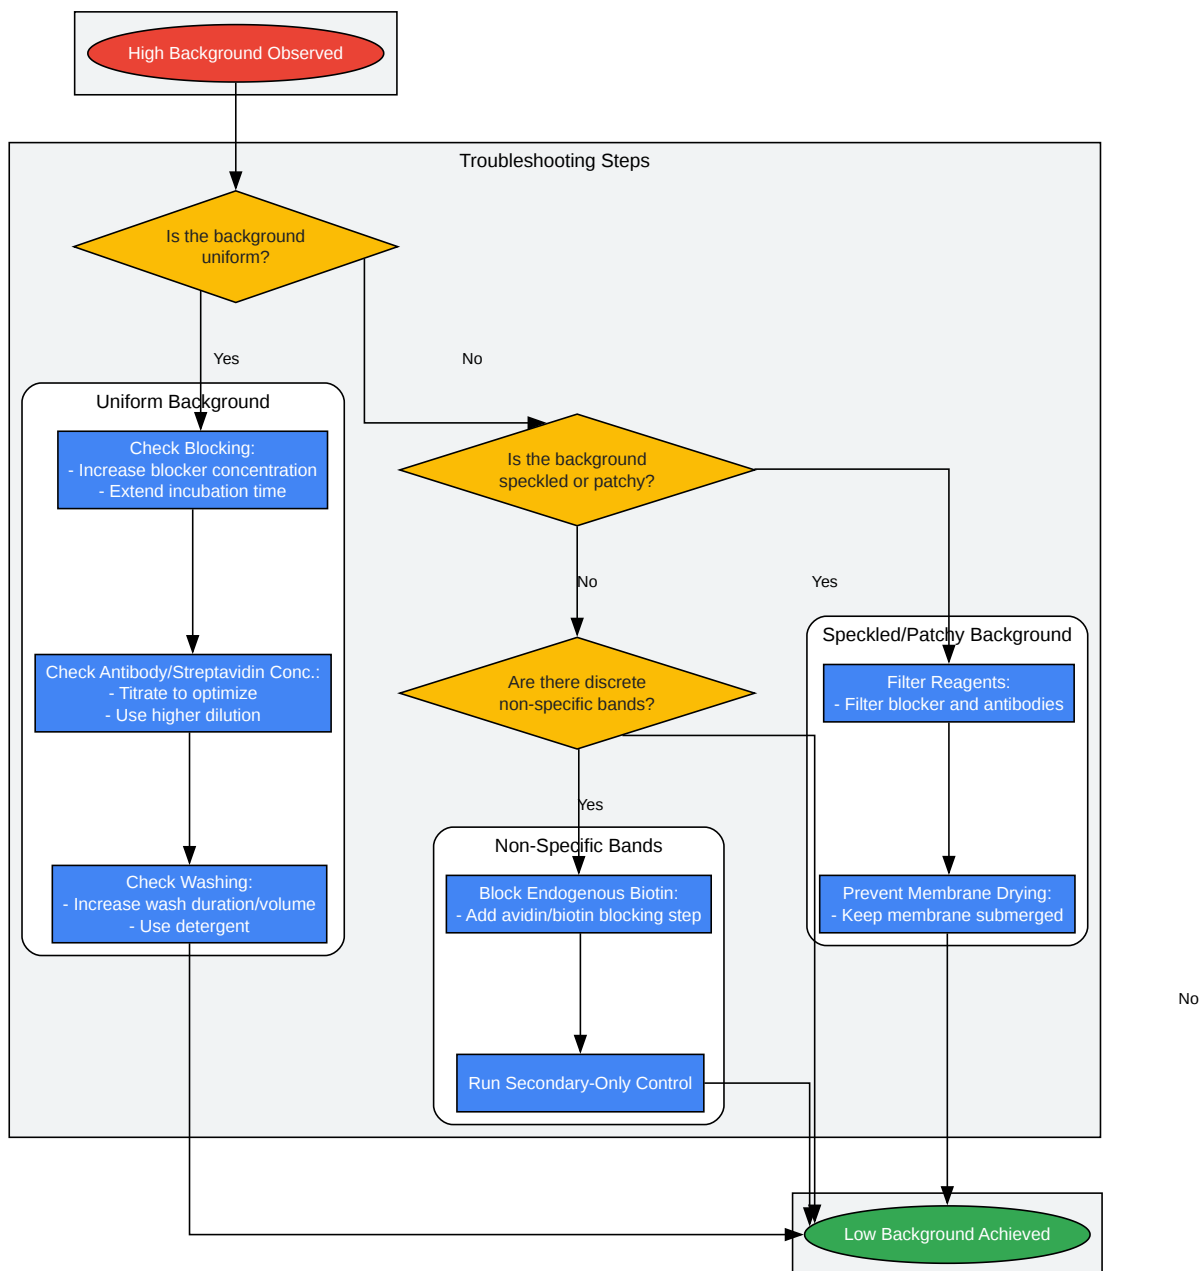 High Background Observed
Troubleshooting Steps
Is the background
uniform?
Yes
No
Uniform Background
Check Blocking:
- Increase blocker concentration
- Extend incubation time
Is the background
speckled or patchy?
No
Yes
Speckled/Patchy Background
Check Antibody/Streptavidin Conc.:
- Titrate to optimize
- Use higher dilution
Are there discrete
non-specific bands?
Filter Reagents:
- Filter blocker and antibodies
Yes
Non-Specific Bands
Check Washing:
- Increase wash duration/volume
- Use detergent
Block Endogenous Biotin:
- Add avidin/biotin blocking step
Prevent Membrane Drying:
- Keep membrane submerged
No
Run Secondary-Only Control
Low Background Achieved